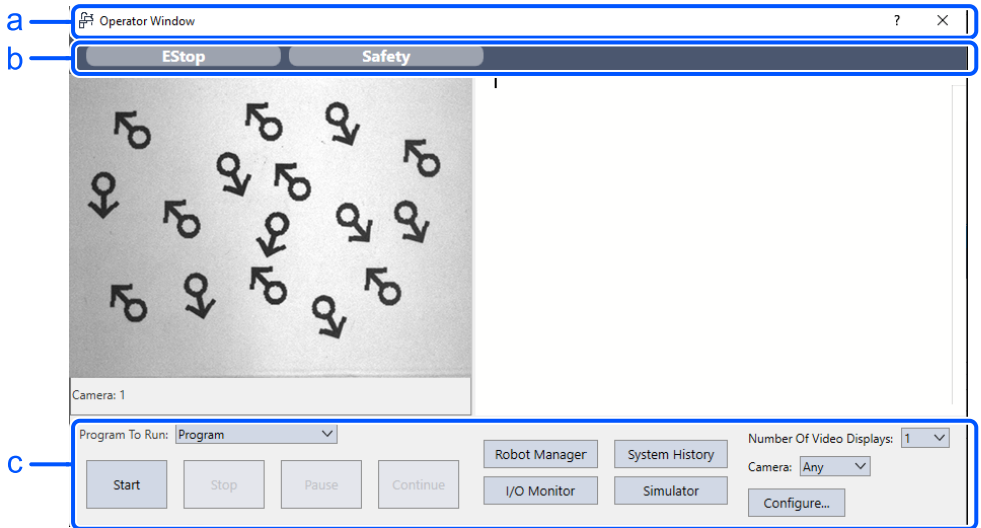 a
Operator Window ?
b
EStop Safety
Camera: 1
c
Program To Run: Program
Start Stop Pause Continue
Robot Manager System History
I/O Monitor Simulator
Number Of Video Displays: 1
Camera: Any
Configure...